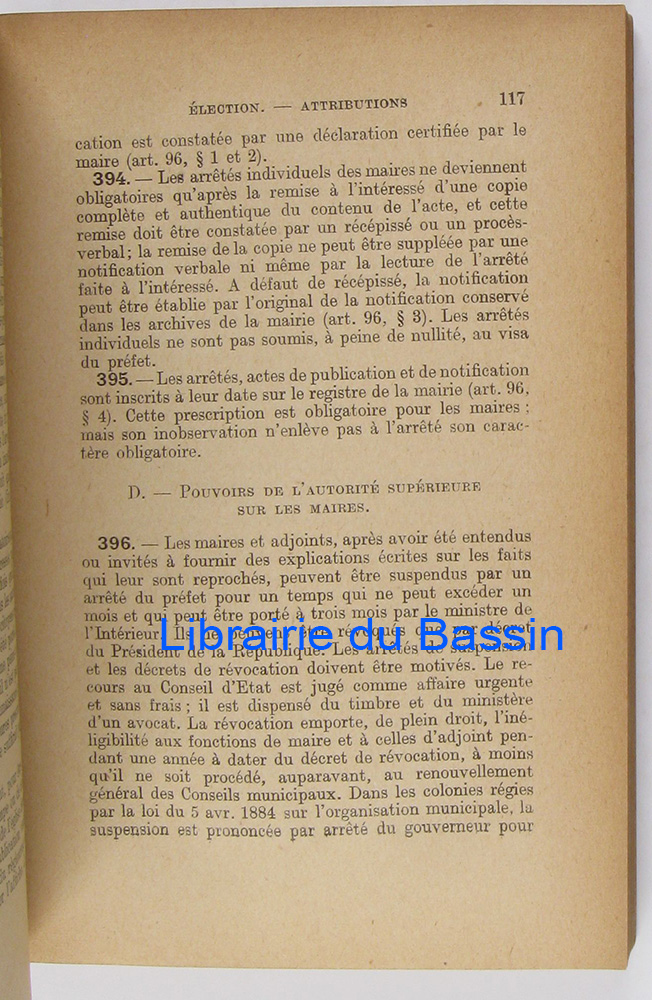 ÉLECTION. — ATTRIBUTIONS 117
cation est constatée par une déclaration certifiée par le
maire (art. 96, § 1 et 2).
394. — Les arrêtés individuels des maires ne deviennent
obligatoires qu'après la remise à l'intéressé d'une copie
complète et authentique du contenu de l'acte, et cette
remise doit être constatée par un récépissé ou un procès-
verbal; la remise de la copie ne peut être suppléée par une
notification verbale ni même par la lecture de l'arrêté
faite à l'intéressé. A défaut de récépissé, la notification
peut être établie par l'original de la notification conservé
dans les archives de la mairie (art. 96, § 3). Les arrêtés
individuels ne sont pas soumis, à peine de nullité, au visa
du préfet.
395. — Les arrêtés, actes de publication et de notification
sont inscrits à leur date sur le registre de la mairie (art. 96,
§ 4). Cette prescription est obligatoire pour les maires;
mais son inobservation n'enlève pas à l'arrêté son carac-
tère obligatoire.
D. — POUVOIRS DE L'AUTORITÉ SUPÉRIEURE
SUR LES MAIRES.
396. — Les maires et adjoints, après avoir été entendus
ou invités à fournir des explications écrites sur les faits
qui leur sont reprochés, peuvent être suspendus par un
arrêté du préfet pour un temps qui ne peut excéder un
mois et qui peut être porté à trois mois par le ministre de
l'Intérieur. Ils ne peuvent être révoqués que par décret
Librairie du Bassin
du Président de la République. Les arrêtés de suspension
et les décrets de révocation doivent être motivés. Le re-
cours au Conseil d'Etat est jugé comme affaire urgente
et sans frais; il est dispensé du timbre et du ministère
d'un avocat. La révocation emporte, de plein droit, l'iné-
ligibilité aux fonctions de maire et à celles d'adjoint pen-
dant une année à dater du décret de révocation, à moins
qu'il ne soit procédé, auparavant, au renouvellement
général des Conseils municipaux. Dans les colonies régies
par la loi du 5 avr. 1884 sur l'organisation municipale, la
suspension est prononcée par arrêté du gouverneur pour